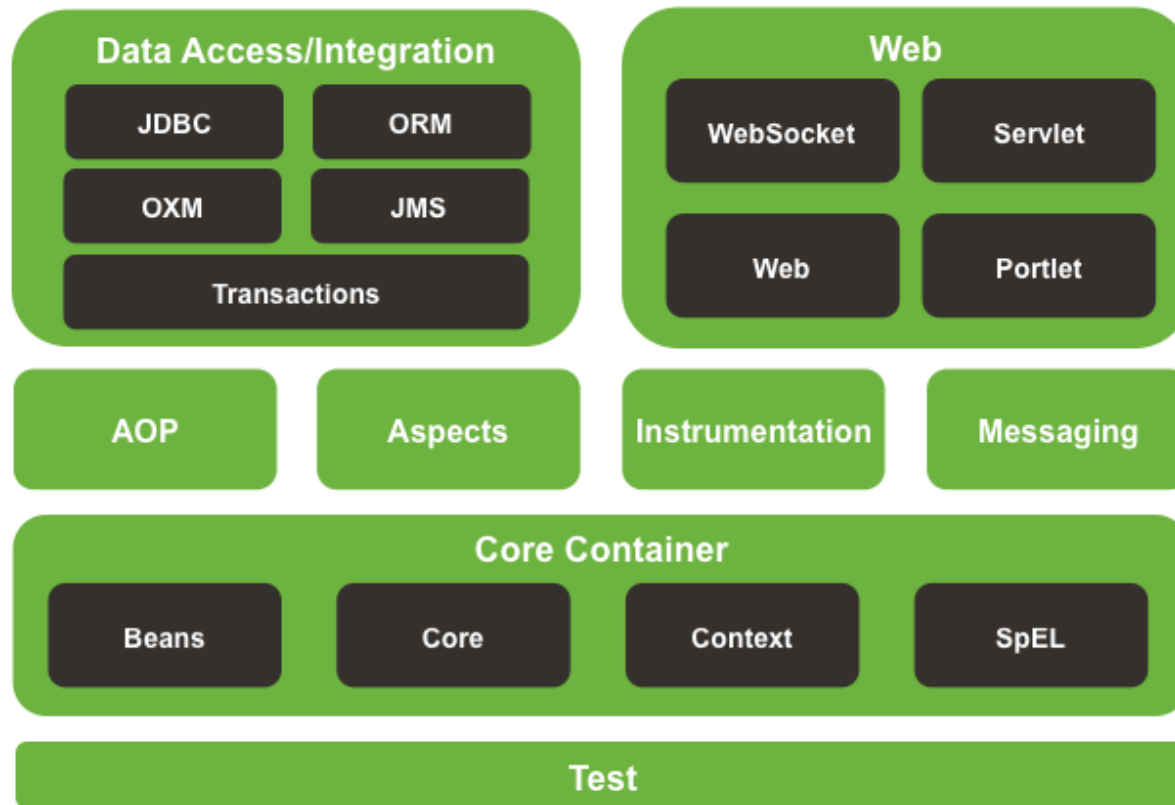 Data Access/Integration
JDBC
ORM
OXM
JMS
Transactions
Web
WebSocket
Servlet
Web
Portlet
AOP
Aspects
Instrumentation
Messaging
Core Container
Beans
Core
Context
SpEL
Test